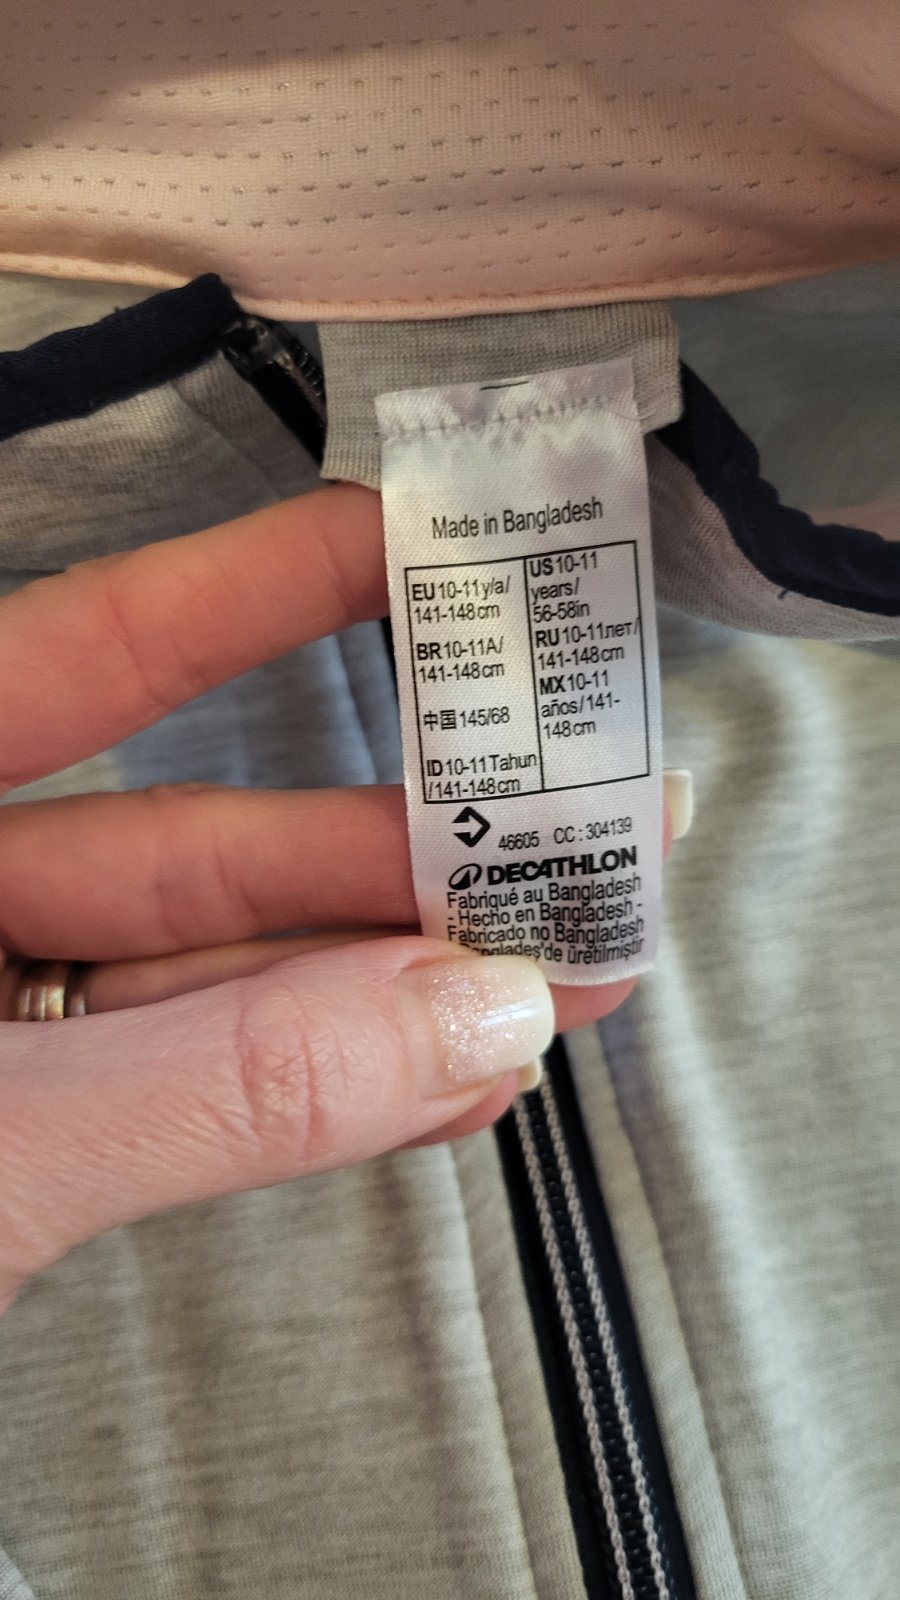 Made in Bangladesh
EU 10-11 y/a/
141-148 cm
BR 10-11A/
141-148 cm
中国 145/68
ID 10-11 Tahun
/141-148 cm
US 10-11
years/
56-58in
RU 10-11лет/
141-148 cm
MX 10-11
años/141-
148 cm
46605 CC : 304139
DECATHLON
Fabriqué au Bangladesh
- Hecho en Bangladesh -
Fabricado no Bangladesh
üretilmiştir